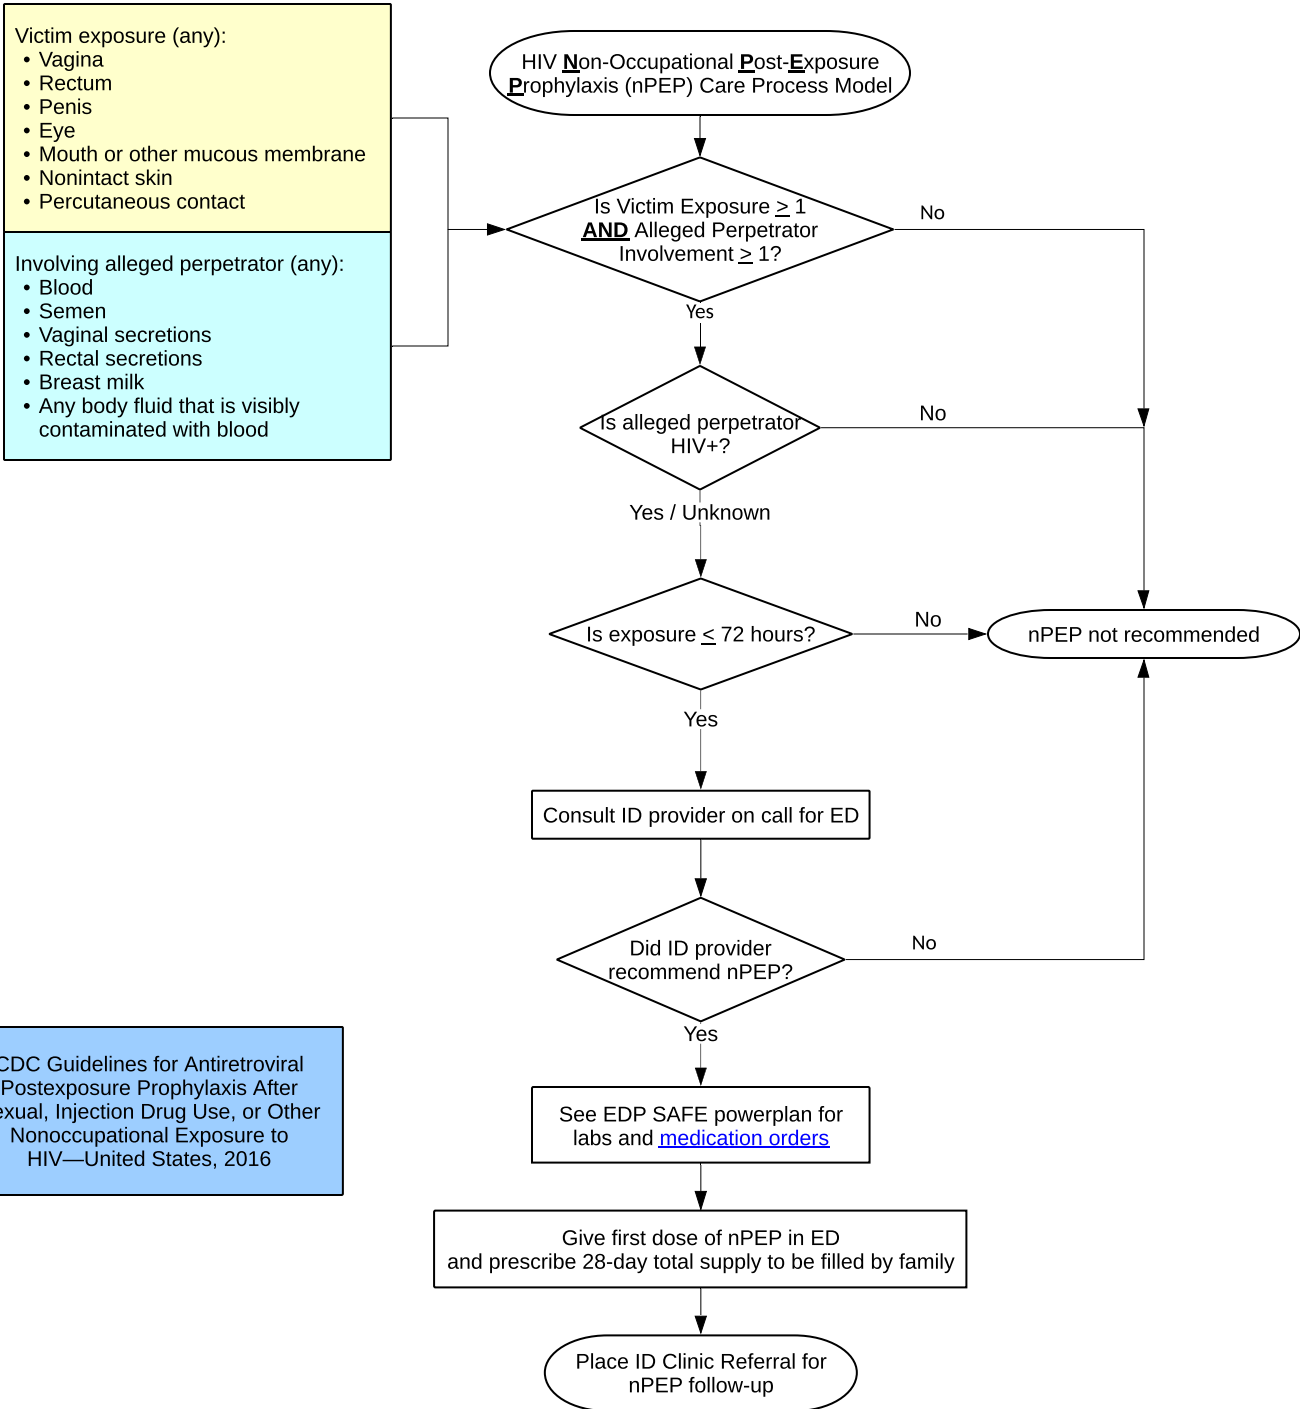 Victim exposure (any):
• Vagina
• Rectum
• Penis
• Eye
• Mouth or other mucous membrane
• Nonintact skin
• Percutaneous contact
Involving alleged perpetrator (any):
• Blood
• Semen
• Vaginal secretions
• Rectal secretions
• Breast milk
• Any body fluid that is visibly
contaminated with blood
HIV Non-Occupational Post-Exposure
Prophylaxis (nPEP) Care Process Model
Is Victim Exposure ≥ 1
AND Alleged Perpetrator
Involvement ≥ 1?
No
Yes
Is alleged perpetrator
HIV+?
No
Yes / Unknown
Is exposure ≤ 72 hours?
No
nPEP not recommended
Yes
Consult ID provider on call for ED
Did ID provider
recommend nPEP?
No
Yes
See EDP SAFE powerplan for
labs and medication orders
Give first dose of nPEP in ED
and prescribe 28-day total supply to be filled by family
Place ID Clinic Referral for
nPEP follow-up
CDC Guidelines for Antiretroviral
Postexposure Prophylaxis After
exual, Injection Drug Use, or Other
Nonoccupational Exposure to
HIV—United States, 2016